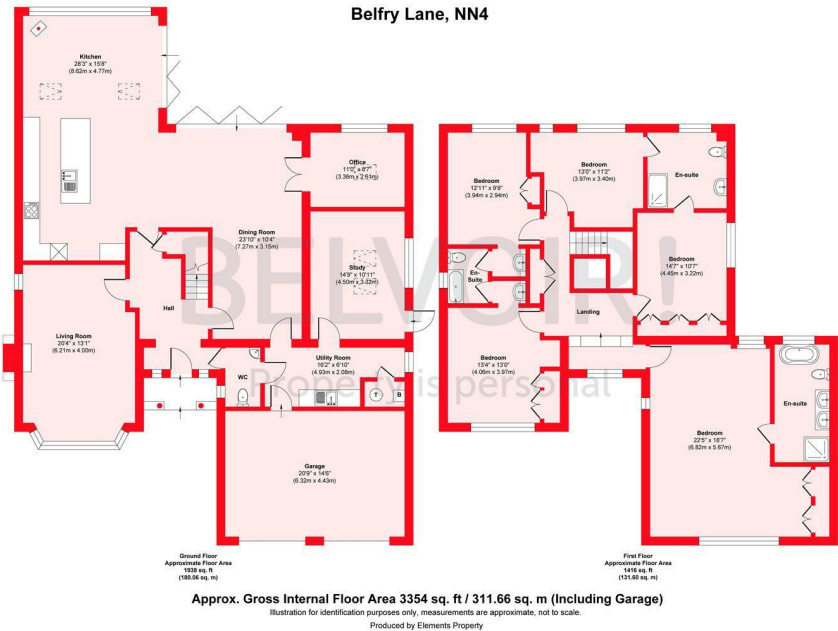 Belfry Lane, NN4
Kitchen
28'3" x 15'8"
(8.62m x 4.77m)
Office
11'0" x 8'7"
(3.36m x 2.61m)
Dining Room
23'10" x 10'4"
(7.27m x 3.15m)
Study
14'9" x 10'11"
(4.50m x 3.32m)
Hall
Living Room
20'4" x 13'1"
(6.21m x 4.00m)
WC
Utility Room
16'2" x 6'10"
(4.93m x 2.08m)
T
B
Garage
20'9" x 14'6"
(6.32m x 4.43m)
Ground Floor
Approximate Floor Area
1938 sq. ft
(180.06 sq. m)
Bedroom
12'11" x 9'8"
(3.94m x 2.94m)
Bedroom
13'0" x 11'2"
(3.97m x 3.40m)
En-suite
En-Suite
Bedroom
14'7" x 10'7"
(4.45m x 3.22m)
Landing
Bedroom
13'4" x 13'0"
(4.06m x 3.97m)
En-suite
Bedroom
22'5" x 18'7"
(6.82m x 5.67m)
First Floor
Approximate Floor Area
1416 sq. ft
(131.60 sq. m)
BELVOIR!
Property is personal
Approx. Gross Internal Floor Area 3354 sq. ft / 311.66 sq. m (Including Garage)
Illustration for identification purposes only, measurements are approximate, not to scale.
Produced by Elements Property